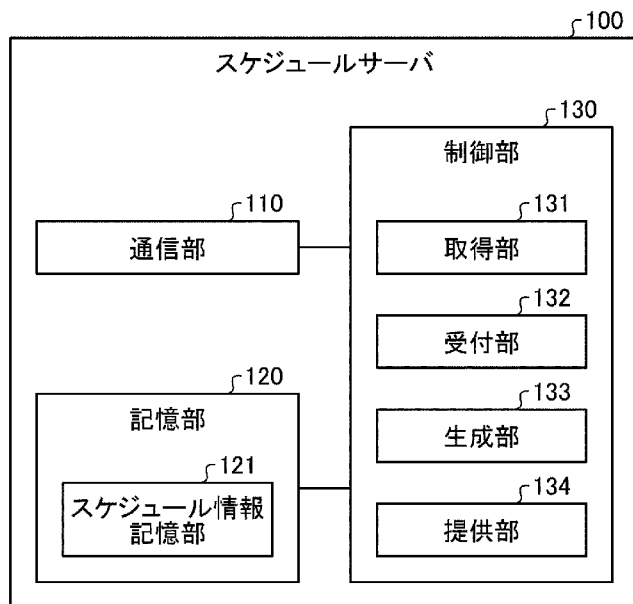 100
スケジュールサーバ
130
制御部
110
通信部
131
取得部
132
受付部
120
記憶部
133
生成部
121
スケジュール情報
記憶部
134
提供部